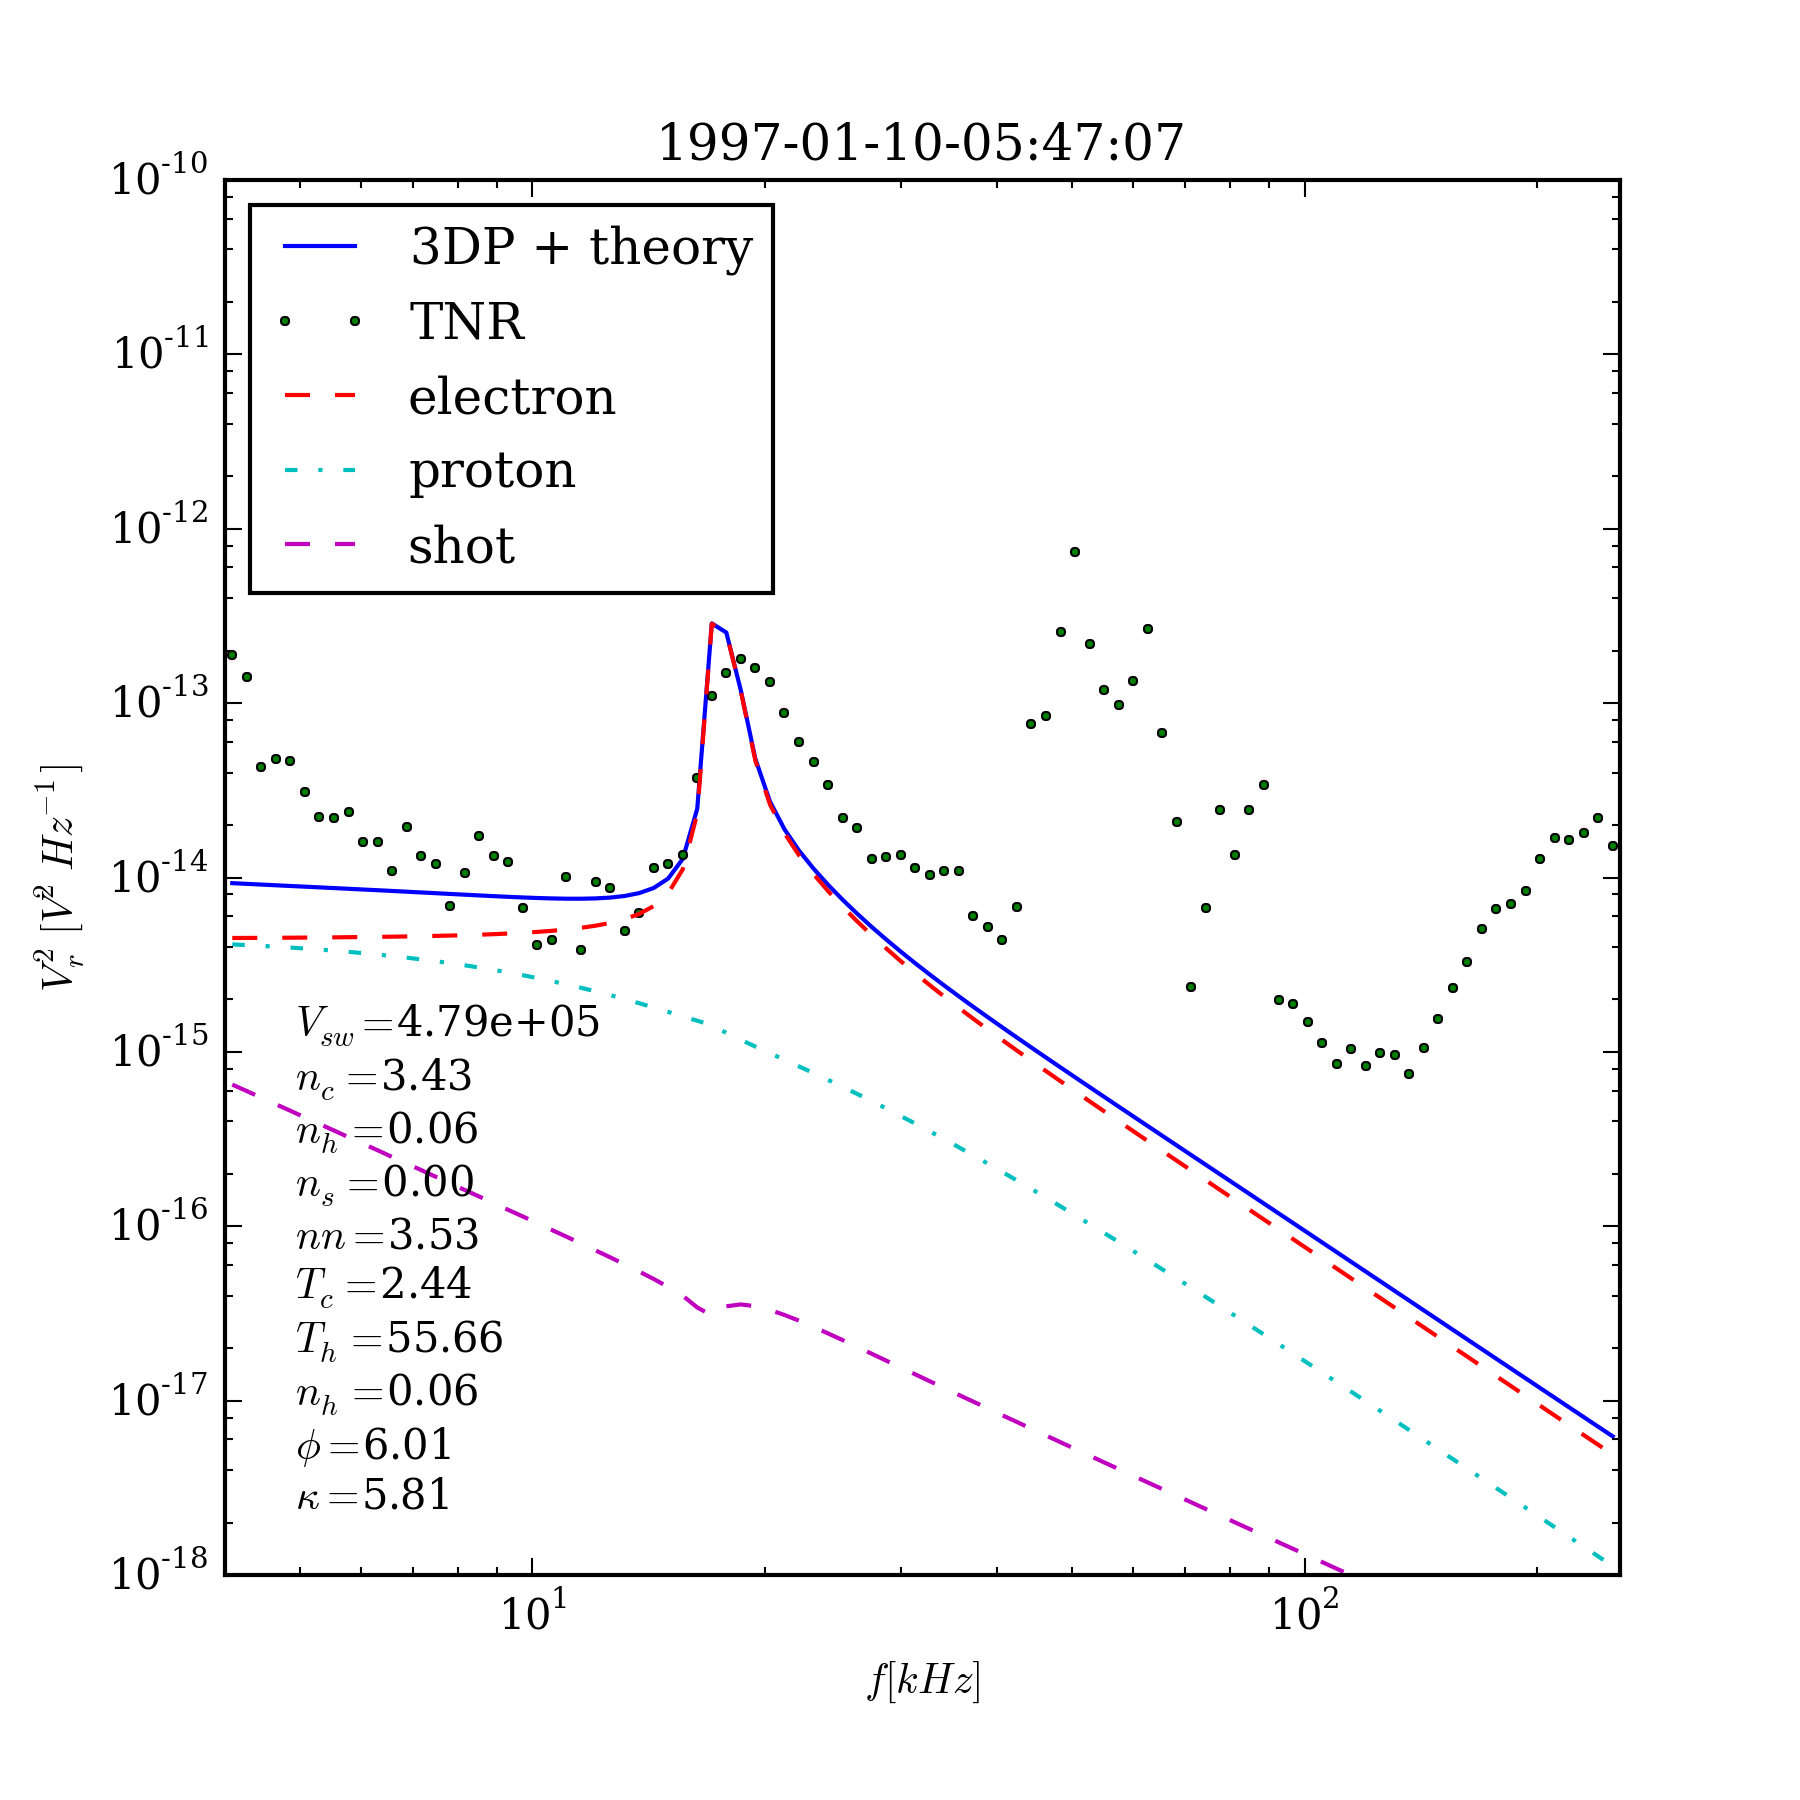 1997-01-10-05:47:07
10^-10
10^-11
10^-12
10^-13
10^-14
10^-15
10^-16
10^-17
10^-18
V_r^2 [V^2 Hz^-1]
3DP + theory
TNR
electron
proton
shot
V_sw=4.79e+05
n_c=3.43
n_h=0.06
n_s=0.00
nn=3.53
T_c=2.44
T_h=55.66
n_h=0.06
ϕ=6.01
κ=5.81
10^1
10^2
f[kHz]